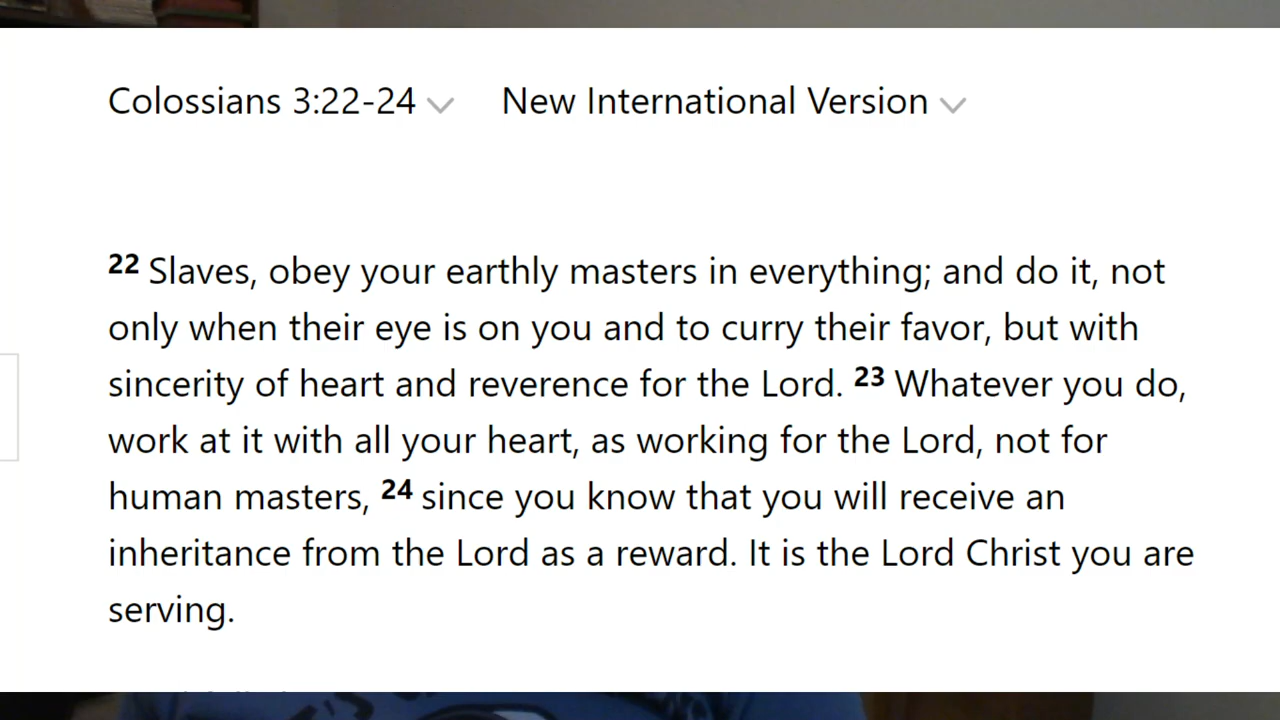 Colossians 3:22-24 New International Version
22 Slaves, obey your earthly masters in everything; and do it, not
only when their eye is on you and to curry their favor, but with
sincerity of heart and reverence for the Lord. 23 Whatever you do,
work at it with all your heart, as working for the Lord, not for
human masters, 24 since you know that you will receive an
inheritance from the Lord as a reward. It is the Lord Christ you are
serving.